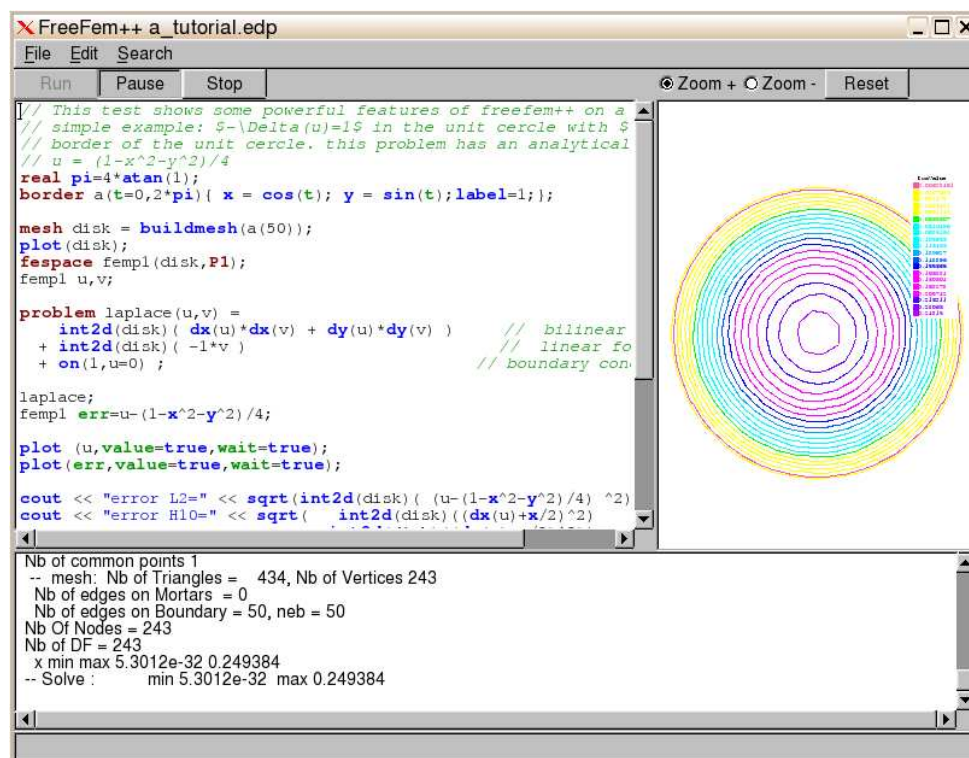 FreeFem++ a_tutorial.edp
File Edit Search
Run Pause Stop Zoom + Zoom - Reset
// This test shows some powerful features of freefem++ on a
// simple example: $-\Delta(u)=1$ in the unit cercle with $
// border of the unit cercle. this problem has an analytical
// u = (1-x^2-y^2)/4
real pi=4*atan(1);
border a(t=0,2*pi){ x = cos(t); y = sin(t);label=1;};
mesh disk = buildmesh(a(50));
plot(disk);
fespace femp1(disk,P1);
femp1 u,v;
problem laplace(u,v) =
int2d(disk)( dx(u)*dx(v) + dy(u)*dy(v) ) // bilinear
+ int2d(disk)( -1*v ) // linear fo
+ on(1,u=0) ; // boundary con
laplace;
femp1 err=u-(1-x^2-y^2)/4;
plot (u,value=true,wait=true);
plot(err,value=true,wait=true);
cout << "error L2=" << sqrt(int2d(disk)( (u-(1-x^2-y^2)/4) ^2)
cout << "error H10=" << sqrt( int2d(disk)((dx(u)+x/2)^2)
IsoValue
Nb of common points 1
-- mesh: Nb of Triangles = 434, Nb of Vertices 243
Nb of edges on Mortars = 0
Nb of edges on Boundary = 50, neb = 50
Nb Of Nodes = 243
Nb of DF = 243
x min max 5.3012e-32 0.249384
-- Solve : min 5.3012e-32 max 0.249384